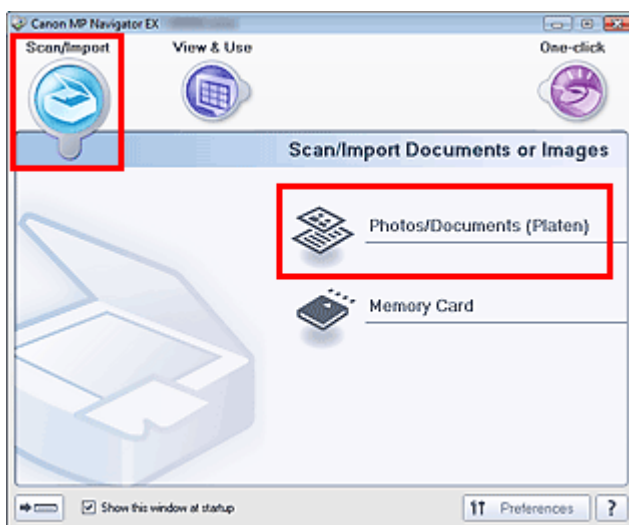 Canon MP Navigator EX
Scan/Import View & Use One-click
Scan/Import Documents or Images
Photos/Documents (Platen)
Memory Card
Show this window at startup Preferences ?